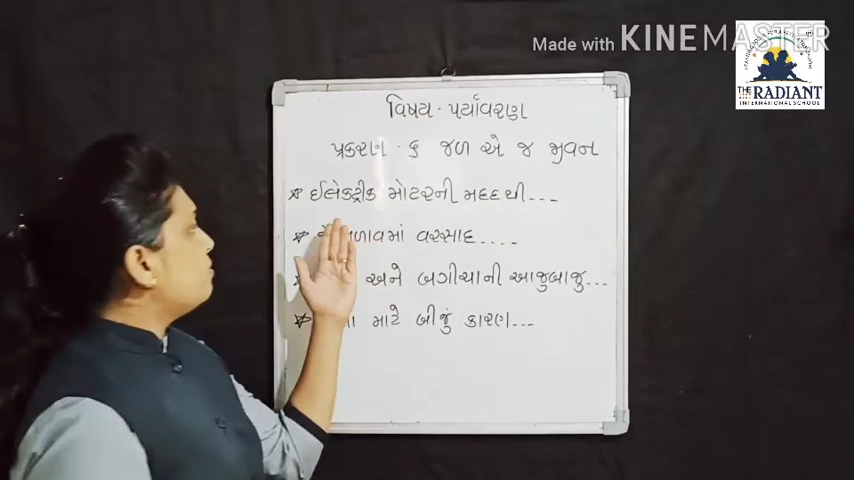 Made with KINEMASTER
THE RADIANT
INTERNATIONAL SCHOOL
વિષય - પર્યાવરણ
પ્રકરણ - ૬ જળ એ જ જીવન
ઈલેક્ટ્રીક મોટરની મદદથી---
વરસાદ----
અને બગીચાની આજુબાજુ---
માટે બીજું કારણ---